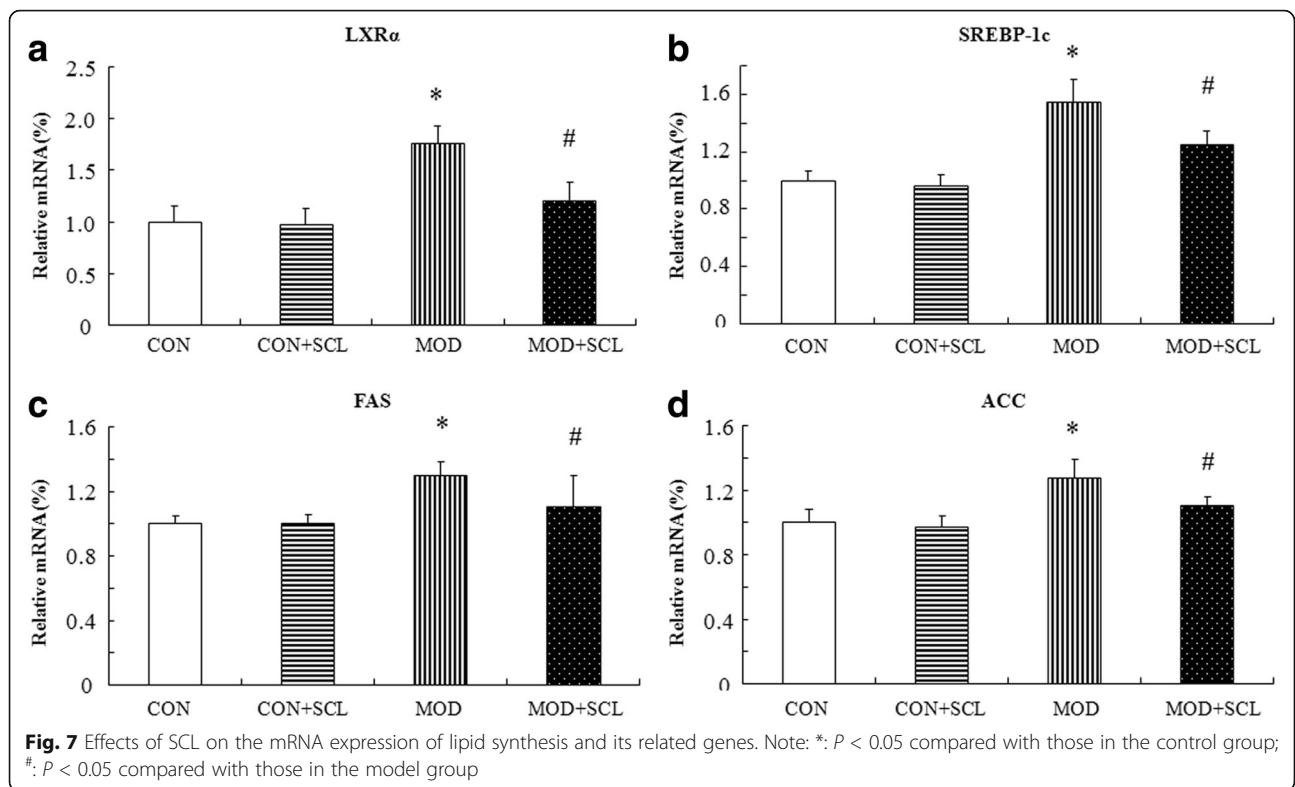 a
LXRα
Relative mRNA(%)
2.5
2.0
1.5
1.0
0.5
0
*
#
CON CON+SCL MOD MOD+SCL
b
SREBP-1c
Relative mRNA(%)
1.6
1.2
0.8
0.4
0
*
#
CON CON+SCL MOD MOD+SCL
c
FAS
Relative mRNA(%)
1.6
1.2
0.8
0.4
0
*
#
CON CON+SCL MOD MOD+SCL
d
ACC
Relative mRNA(%)
1.6
1.2
0.8
0.4
0
*
#
CON CON+SCL MOD MOD+SCL
Fig. 7 Effects of SCL on the mRNA expression of lipid synthesis and its related genes. Note: *: P < 0.05 compared with those in the control group;
#: P < 0.05 compared with those in the model group